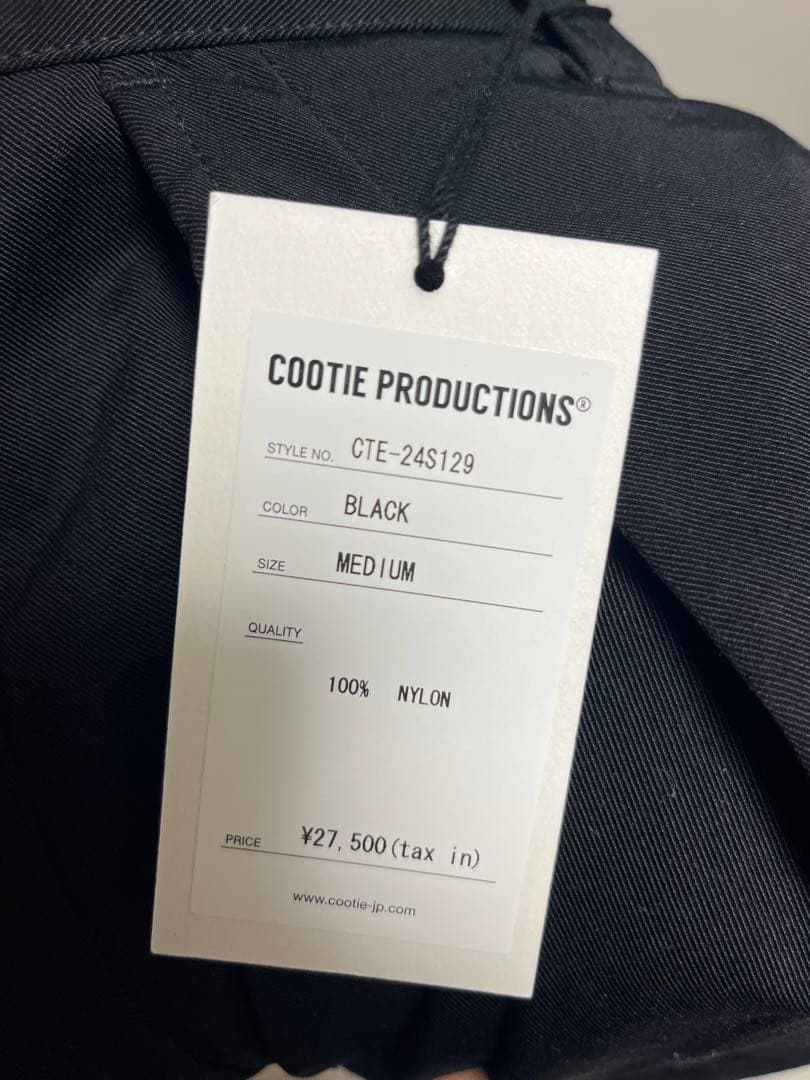 COOTIE PRODUCTIONS®
STYLE NO. CTE-24S129
COLOR BLACK
SIZE MEDIUM
QUALITY
100% NYLON
PRICE ¥27,500(tax in)
www.cootie-jp.com